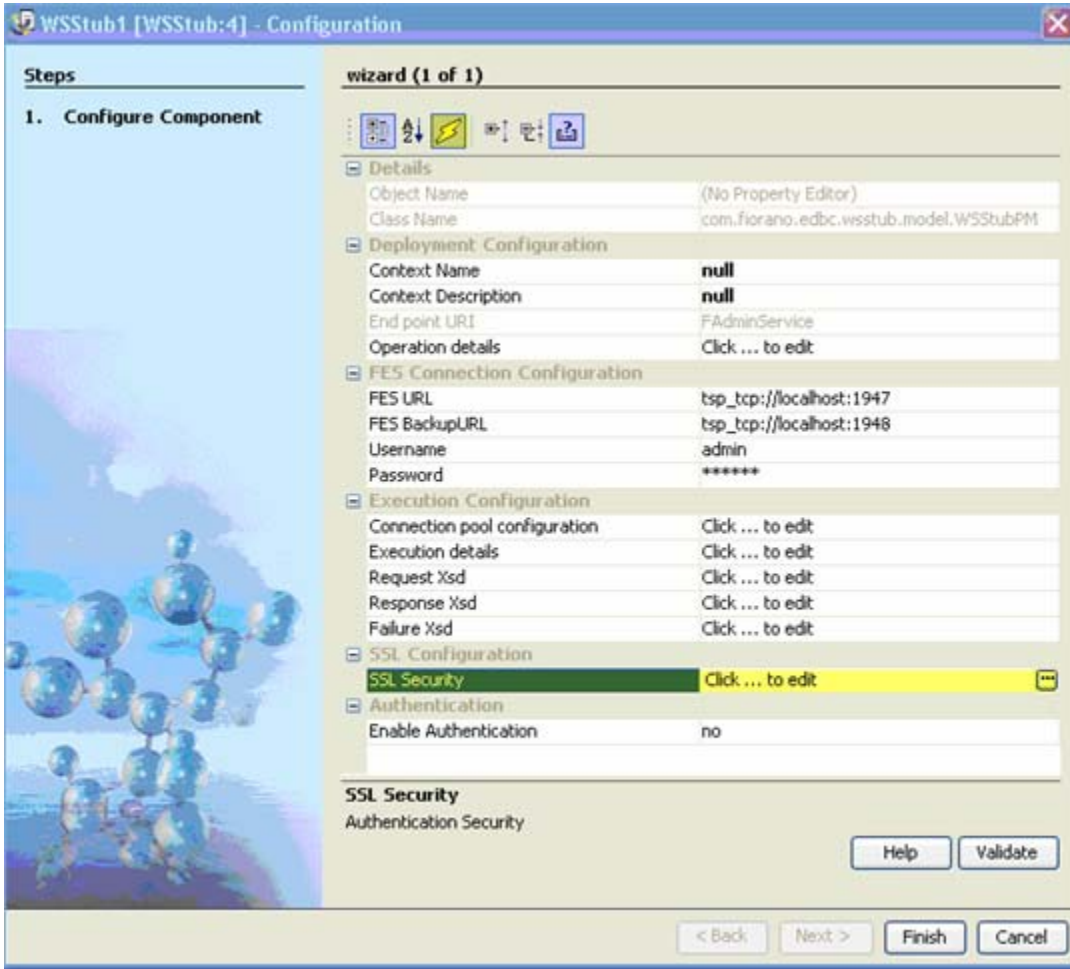 WSStub1 [WSStub:4] - Configuration
Steps
1. Configure Component
wizard (1 of 1)
Details
Object Name (No Property Editor)
Class Name com.fiorano.edbc.wsstub.model.WSStubPM
Deployment Configuration
Context Name null
Context Description null
End point URI FAdminService
Operation details Click ... to edit
FES Connection Configuration
FES URL tsp_tcp://localhost:1947
FES BackupURL tsp_tcp://localhost:1948
Username admin
Password ******
Execution Configuration
Connection pool configuration Click ... to edit
Execution details Click ... to edit
Request Xsd Click ... to edit
Response Xsd Click ... to edit
Failure Xsd Click ... to edit
SSL Configuration
SSL Security Click ... to edit
Authentication
Enable Authentication no
SSL Security
Authentication Security
Help Validate
< Back Next > Finish Cancel